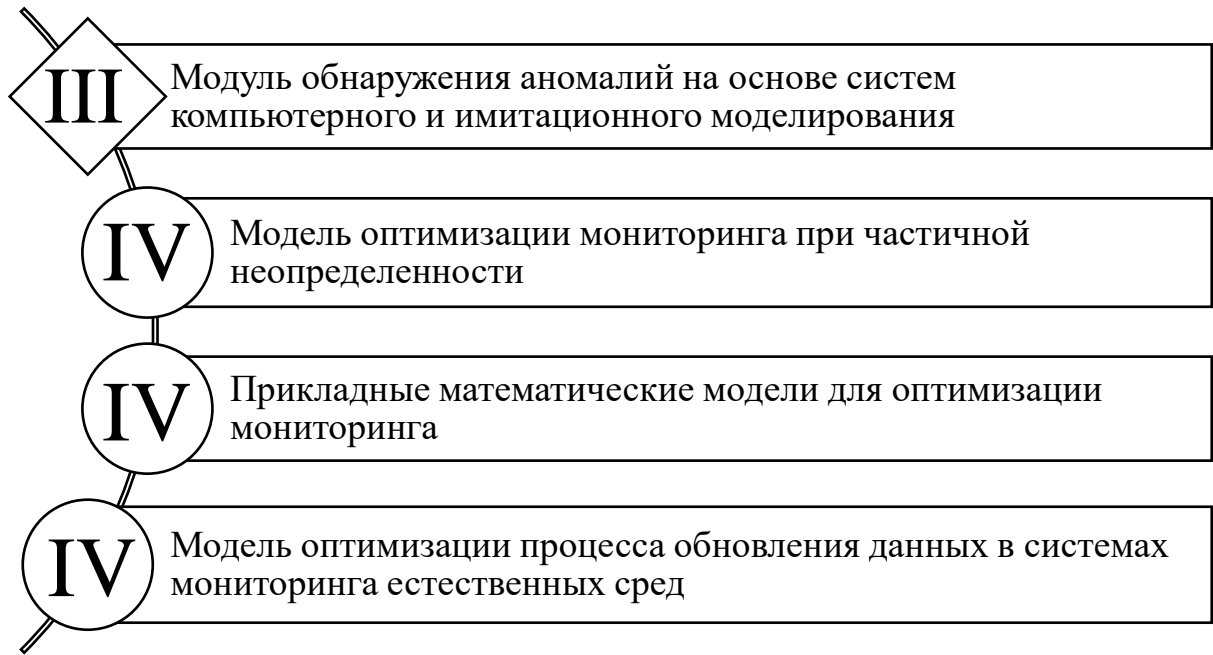 III
Модуль обнаружения аномалий на основе систем
компьютерного и имитационного моделирования
IV
Модель оптимизации мониторинга при частичной
неопределенности
IV
Прикладные математические модели для оптимизации
мониторинга
IV
Модель оптимизации процесса обновления данных в системах
мониторинга естественных сред